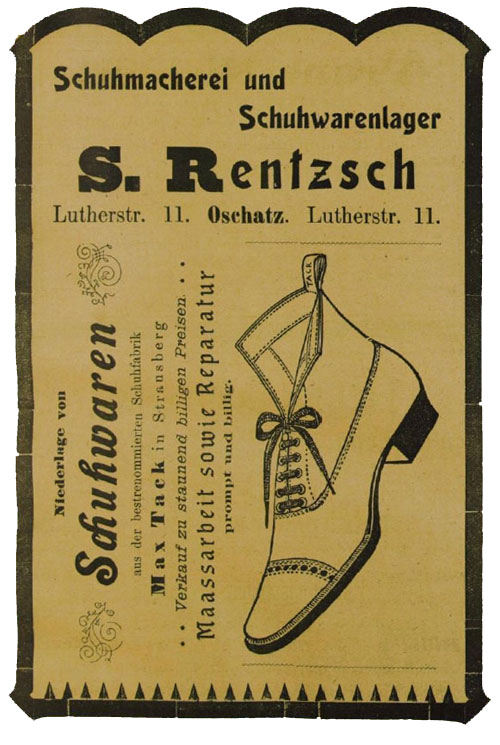 Schuhmacherei und
Schuhwarenlager
S. Rentzsch
Lutherstr. 11. Oschatz. Lutherstr. 11.
Niederlage von
Schuhwaren
aus der bestrenommierten Schuhfabrik
Max Tack in Strausberg
. . Verkauf zu staunend billigen Preisen. . .
Maassarbeit sowie Reparatur
prompt und billig.
TACK